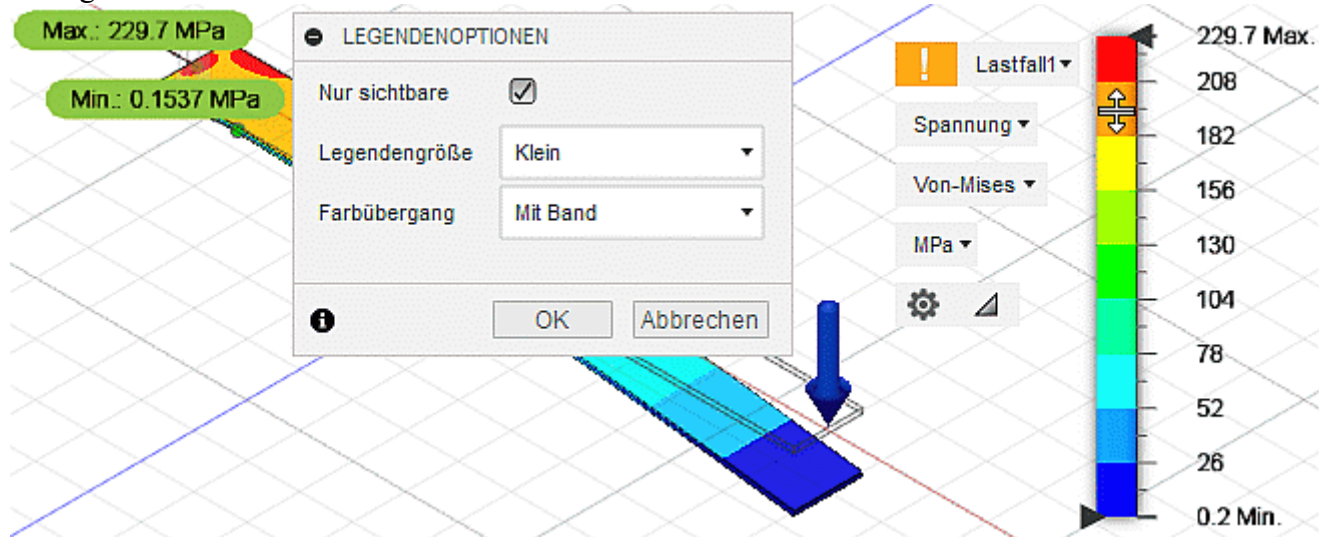 Max.: 229.7 MPa
Min.: 0.1537 MPa
LEGENDENOPTIONEN
Nur sichtbare
Legendengröße Klein
Farbübergang Mit Band
OK Abbrechen
! Lastfall1
Spannung
Von-Mises
MPa
229.7 Max.
208
182
156
130
104
78
52
26
0.2 Min.